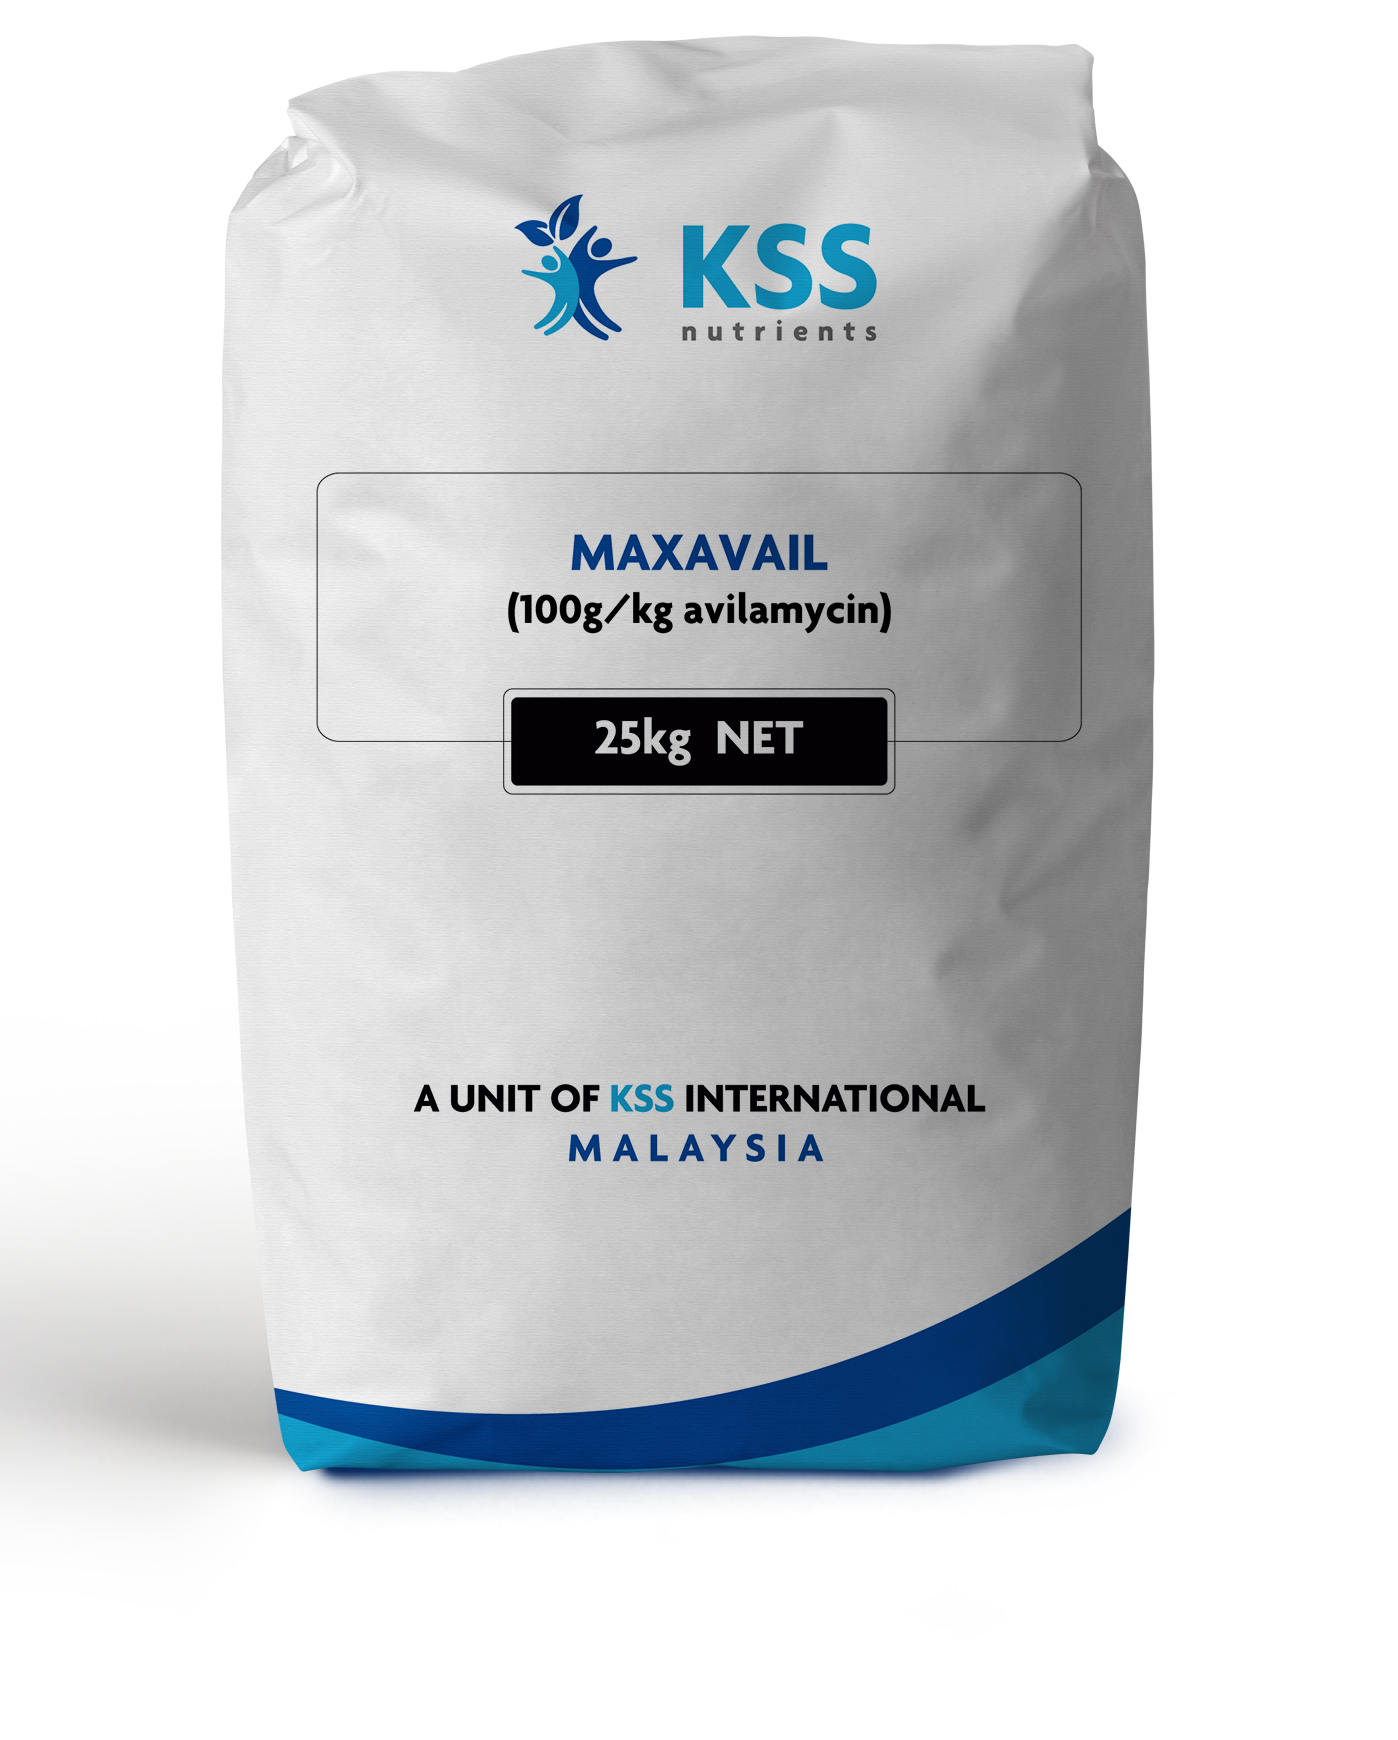 KSS
nutrients
MAXAVAIL
(100g/kg avilamycin)
25kg NET
A UNIT OF KSS INTERNATIONAL
MALAYSIA